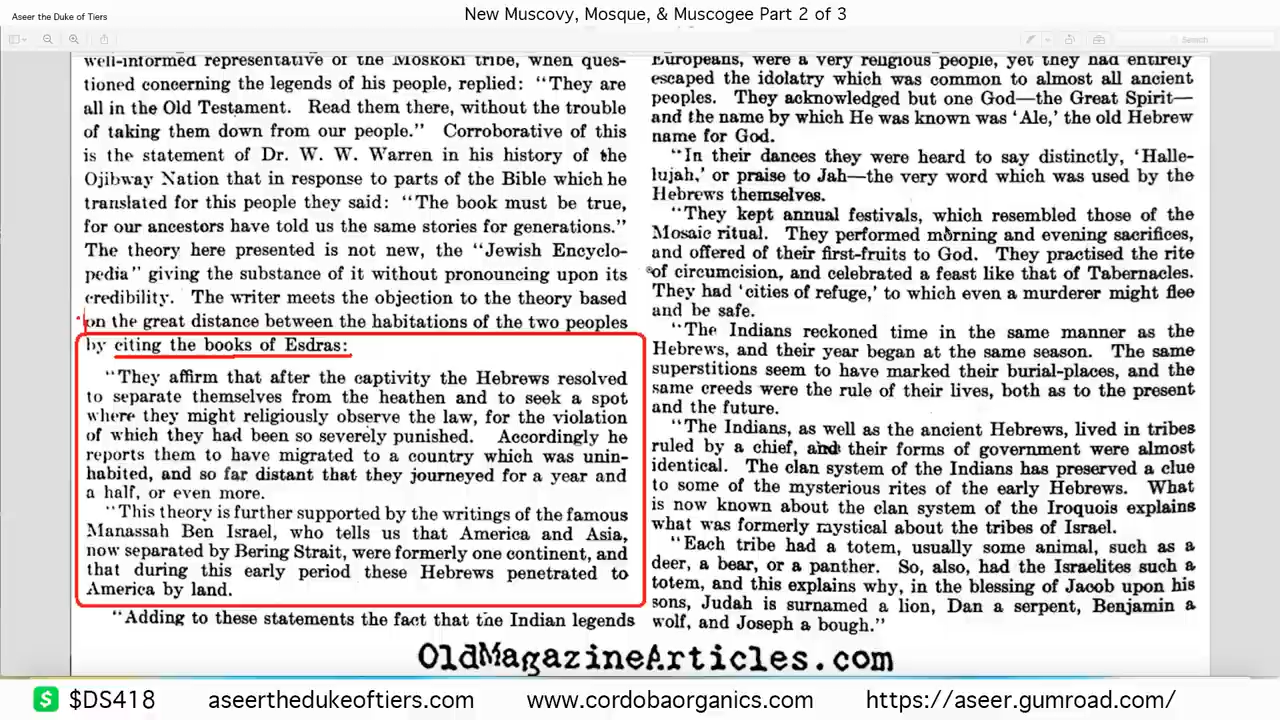 Aseer the Duke of Tiers
New Muscovy, Mosque, & Muscogee Part 2 of 3
Search
well-informed representative of the Moskoki tribe, when ques-
tioned concerning the legends of his people, replied: "They are
all in the Old Testament. Read them there, without the trouble
of taking them down from our people." Corroborative of this
is the statement of Dr. W. W. Warren in his history of the
Ojibway Nation that in response to parts of the Bible which he
translated for this people they said: "The book must be true,
for our ancestors have told us the same stories for generations."
The theory here presented is not new, the "Jewish Encyclo-
pedia" giving the substance of it without pronouncing upon its
credibility. The writer meets the objection to the theory based
on the great distance between the habitations of the two peoples
by citing the books of Esdras:
"They affirm that after the captivity the Hebrews resolved
to separate themselves from the heathen and to seek a spot
where they might religiously observe the law, for the violation
of which they had been so severely punished. Accordingly he
reports them to have migrated to a country which was unin-
habited, and so far distant that they journeyed for a year and
a half, or even more.
"This theory is further supported by the writings of the famous
Manassah Ben Israel, who tells us that America and Asia,
now separated by Bering Strait, were formerly one continent, and
that during this early period these Hebrews penetrated to
America by land.
"Adding to these statements the fact that the Indian legends
Europeans, were a very religious people, yet they had entirely
escaped the idolatry which was common to almost all ancient
peoples. They acknowledged but one God—the Great Spirit—
and the name by which He was known was 'Ale,' the old Hebrew
name for God.
"In their dances they were heard to say distinctly, 'Halle-
lujah,' or praise to Jah—the very word which was used by the
Hebrews themselves.
"They kept annual festivals, which resembled those of the
Mosaic ritual. They performed morning and evening sacrifices,
and offered of their first-fruits to God. They practised the rite
of circumcision, and celebrated a feast like that of Tabernacles.
They had 'cities of refuge,' to which even a murderer might flee
and be safe.
"The Indians reckoned time in the same manner as the
Hebrews, and their year began at the same season. The same
superstitions seem to have marked their burial-places, and the
same creeds were the rule of their lives, both as to the present
and the future.
"The Indians, as well as the ancient Hebrews, lived in tribes
ruled by a chief, and their forms of government were almost
identical. The clan system of the Indians has preserved a clue
to some of the mysterious rites of the early Hebrews. What
is now known about the clan system of the Iroquois explains
what was formerly mystical about the tribes of Israel.
"Each tribe had a totem, usually some animal, such as a
deer, a bear, or a panther. So, also, had the Israelites such a
totem, and this explains why, in the blessing of Jacob upon his
sons, Judah is surnamed a lion, Dan a serpent, Benjamin a
wolf, and Joseph a bough."
OldMagazineArticles.com
$DS418
aseerthedukeoftiers.com
www.cordobaorganics.com
https://aseer.gumroad.com/